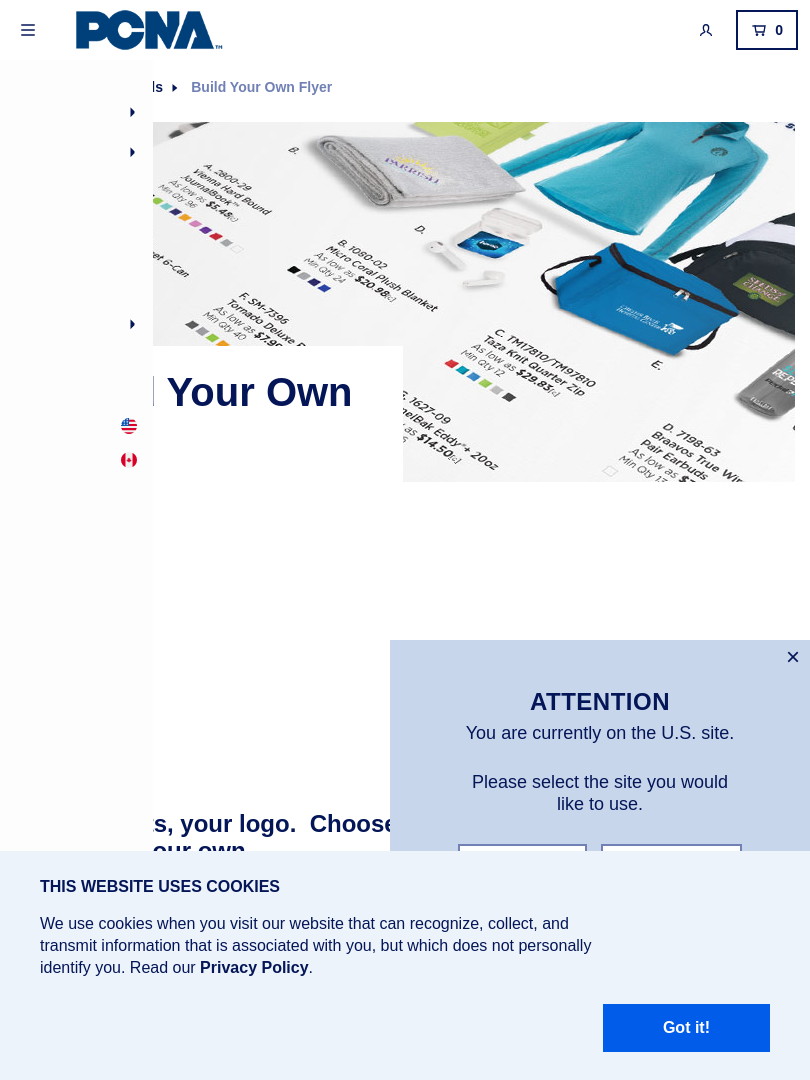 PCNA™
0
ls
Build Your Own Flyer
B.
A. 2800-29
Vienna Hard Bound
JournalBook™
As low as $5.48[c]
Min Qty 96
D.
B. 1080-02
Micro Coral Plush Blanket
As low as $20.98[c]
Min Qty 24
et 6-Can
F. SM-7396
Tornado Deluxe
As low as $7.98
Min Qty 40
C. TM17810/TM97810
Taza Knit Quarter Zip
As low as $29.83[c]
Min Qty 12
E.
E. 1627-09
elBak Eddy®+ 20oz
as $14.50[c]
D. 7198-63
Braavos True Wir
Pair Earbuds
As low as
Min Qty
Your Own
ATTENTION
You are currently on the U.S. site.
Please select the site you would
like to use.
ts, your logo. Choose
our own
THIS WEBSITE USES COOKIES
We use cookies when you visit our website that can recognize, collect, and
transmit information that is associated with you, but which does not personally
identify you. Read our Privacy Policy.
Got it!